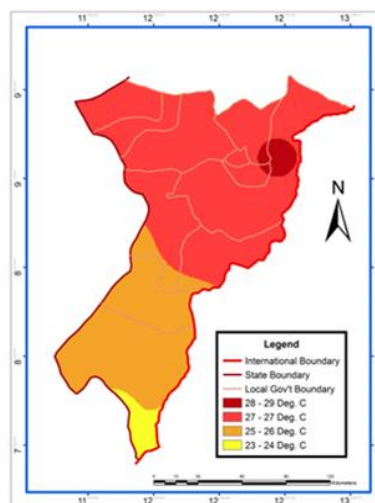 11 12 12 13
9
9
8
8
7
N
Legend
International Boundary
State Boundary
Local Gov't Boundary
28 - 29 Deg. C
27 - 27 Deg. C
25 - 26 Deg. C
23 - 24 Deg. C
Kilometers
11 12 12 13